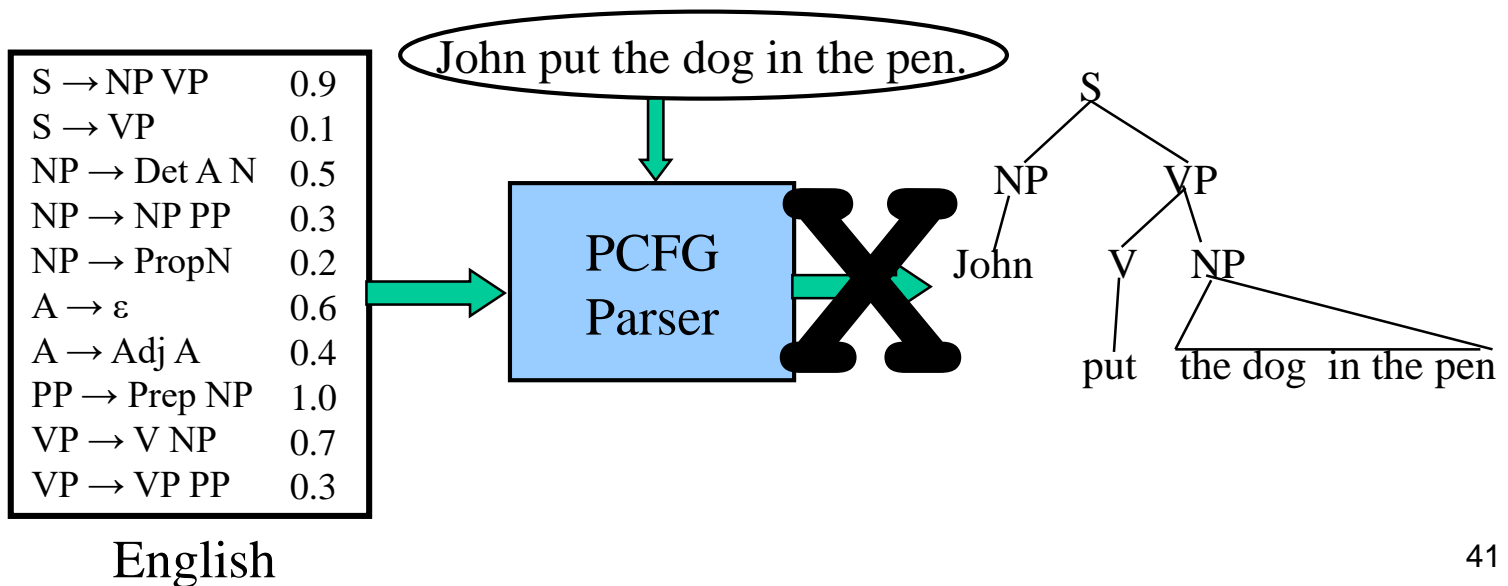 John put the dog in the pen.
S → NP VP 0.9
S → VP 0.1
NP → Det A N 0.5
NP → NP PP 0.3
NP → PropN 0.2
A → ε 0.6
A → Adj A 0.4
PP → Prep NP 1.0
VP → V NP 0.7
VP → VP PP 0.3
English
PCFG
Parser
X
S
NP VP
John V NP
put the dog in the pen
41